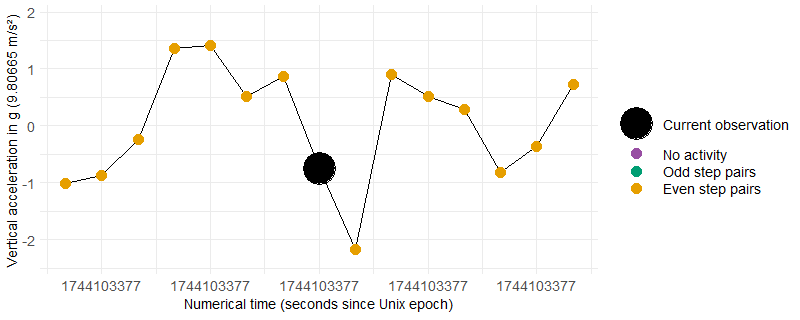 Vertical acceleration in g (9.80665 m/s²)
2
1
0
-1
-2
1744103377 1744103377 1744103377 1744103377 1744103377
Numerical time (seconds since Unix epoch)
Current observation
No activity
Odd step pairs
Even step pairs